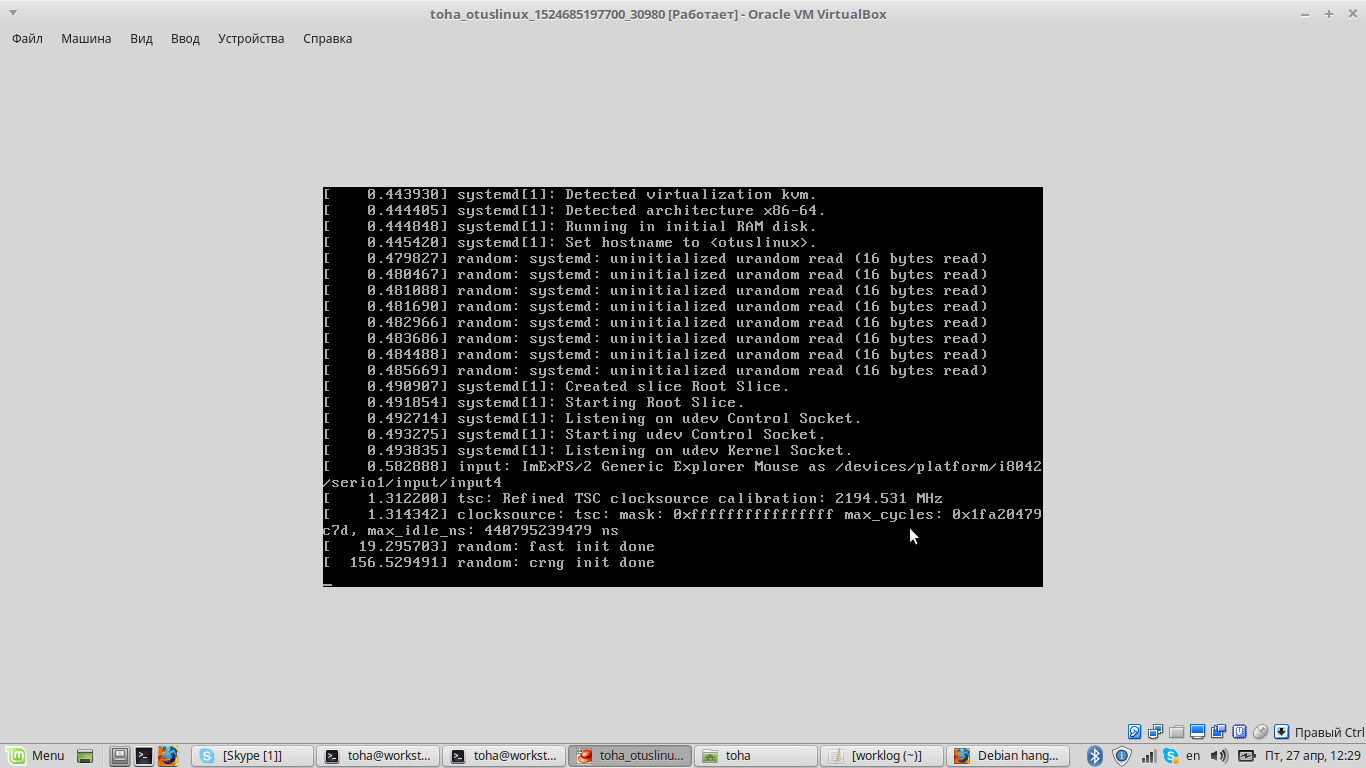 toha_otuslinux_1524685197700_30980 [Работает] - Oracle VM VirtualBox
Файл Машина Вид Ввод Устройства Справка
[    0.443930] systemd[1]: Detected virtualization kvm.
[    0.444405] systemd[1]: Detected architecture x86-64.
[    0.444848] systemd[1]: Running in initial RAM disk.
[    0.445420] systemd[1]: Set hostname to <otuslinux>.
[    0.479827] random: systemd: uninitialized urandom read (16 bytes read)
[    0.480467] random: systemd: uninitialized urandom read (16 bytes read)
[    0.481088] random: systemd: uninitialized urandom read (16 bytes read)
[    0.481690] random: systemd: uninitialized urandom read (16 bytes read)
[    0.482966] random: systemd: uninitialized urandom read (16 bytes read)
[    0.483686] random: systemd: uninitialized urandom read (16 bytes read)
[    0.484488] random: systemd: uninitialized urandom read (16 bytes read)
[    0.485669] random: systemd: uninitialized urandom read (16 bytes read)
[    0.490907] systemd[1]: Created slice Root Slice.
[    0.491854] systemd[1]: Starting Root Slice.
[    0.492714] systemd[1]: Listening on udev Control Socket.
[    0.493275] systemd[1]: Starting udev Control Socket.
[    0.493835] systemd[1]: Listening on udev Kernel Socket.
[    0.582888] input: ImExPS/2 Generic Explorer Mouse as /devices/platform/i8042
/serio1/input/input4
[    1.312200] tsc: Refined TSC clocksource calibration: 2194.531 MHz
[    1.314342] clocksource: tsc: mask: 0xffffffffffffffff max_cycles: 0x1fa20479
c7d, max_idle_ns: 440795239479 ns
[   19.295703] random: fast init done
[  156.529491] random: crng init done
_
Правый Ctrl
Menu [Skype [1]] toha@workst... toha@workst... toha_otuslinu... toha [worklog (~)] Debian hang... en Пт, 27 апр, 12:29